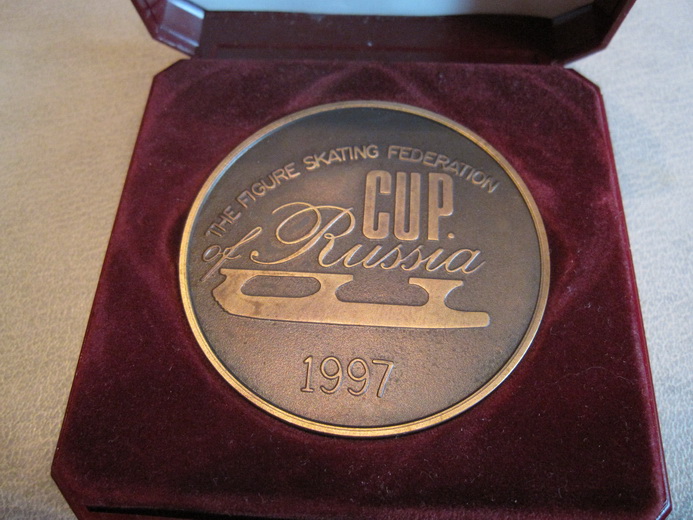 THE FIGURE SKATING FEDERATION
CUP.
of Russia
1997